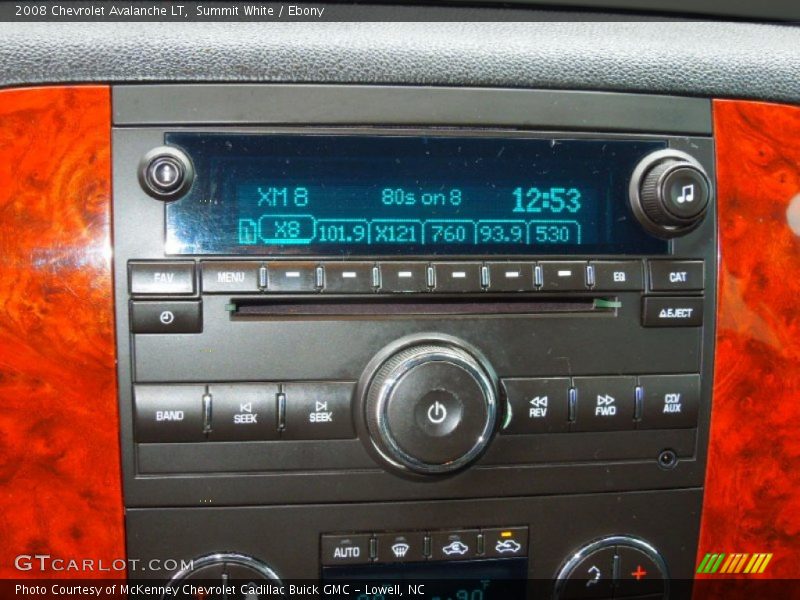 2008 Chevrolet Avalanche LT,  Summit White / Ebony
XM 8 80s on 8 12:53
X8 101.9 X121 760 93.9 530
FAV MENU EQ CAT
EJECT
BAND SEEK SEEK REV FWD CD/AUX
AUTO
GTCARLOT.COM
Photo Courtesy of McKenney Chevrolet Cadillac Buick GMC - Lowell, NC